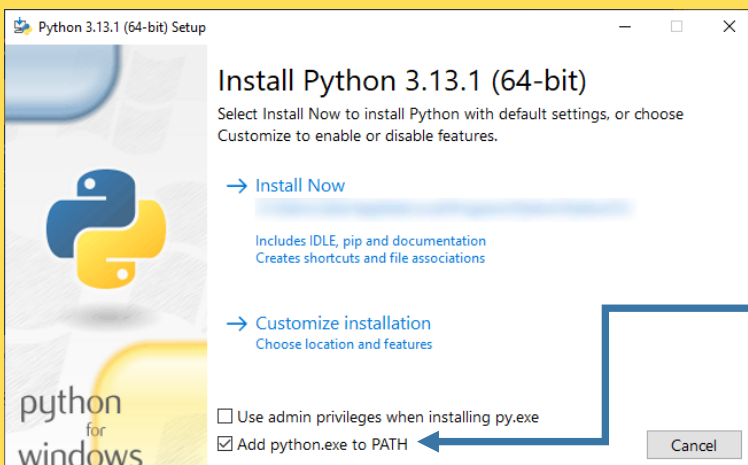 Python 3.13.1 (64-bit) Setup
Install Python 3.13.1 (64-bit)
Select Install Now to install Python with default settings, or choose
Customize to enable or disable features.
Install Now
Includes IDLE, pip and documentation
Creates shortcuts and file associations
Customize installation
Choose location and features
python
for
windows
Use admin privileges when installing py.exe
Add python.exe to PATH
Cancel